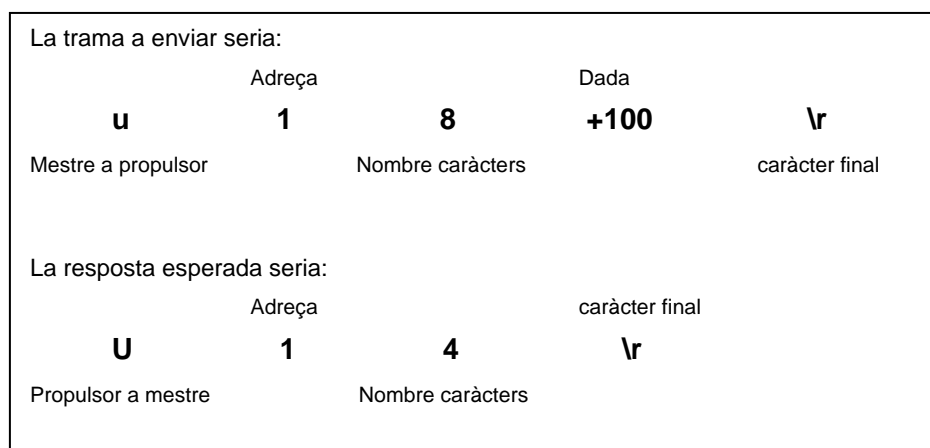 La trama a enviar seria:
Adreça Dada
u 1 8 +100 \r
Mestre a propulsor Nombre caràcters caràcter final
La resposta esperada seria:
Adreça caràcter final
U 1 4 \r
Propulsor a mestre Nombre caràcters